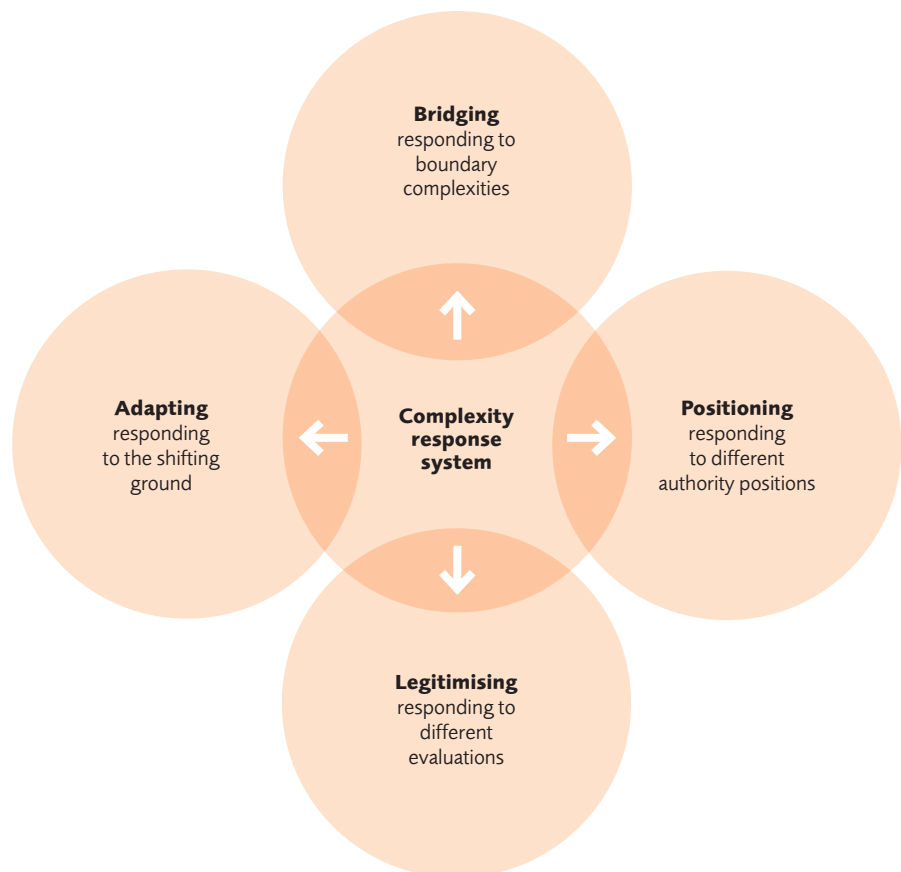 Bridging
responding to
boundary
complexities
Adapting
responding
to the shifting
ground
Complexity
response
system
Positioning
responding
to different
authority positions
Legitimising
responding to
different
evaluations